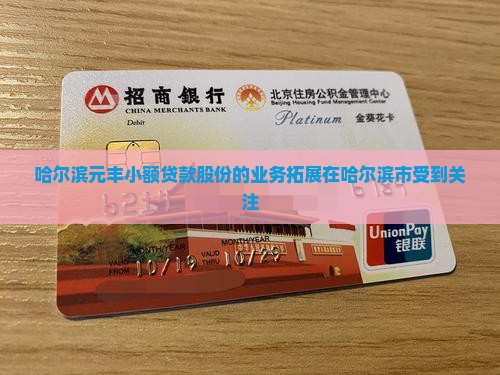 招商银行
CHINA MERCHANTS BANK
Debit
北京住房公积金管理中心
Beijing Housing Fund Management Center
Platinum 金葵花卡
哈尔滨元丰小额贷款股份的业务拓展在哈尔滨市受到关
注
MONTH/YEAR MONTH/YEAR
VALID FROM 10/19 VALID THRU 10/29
UnionPay
银联